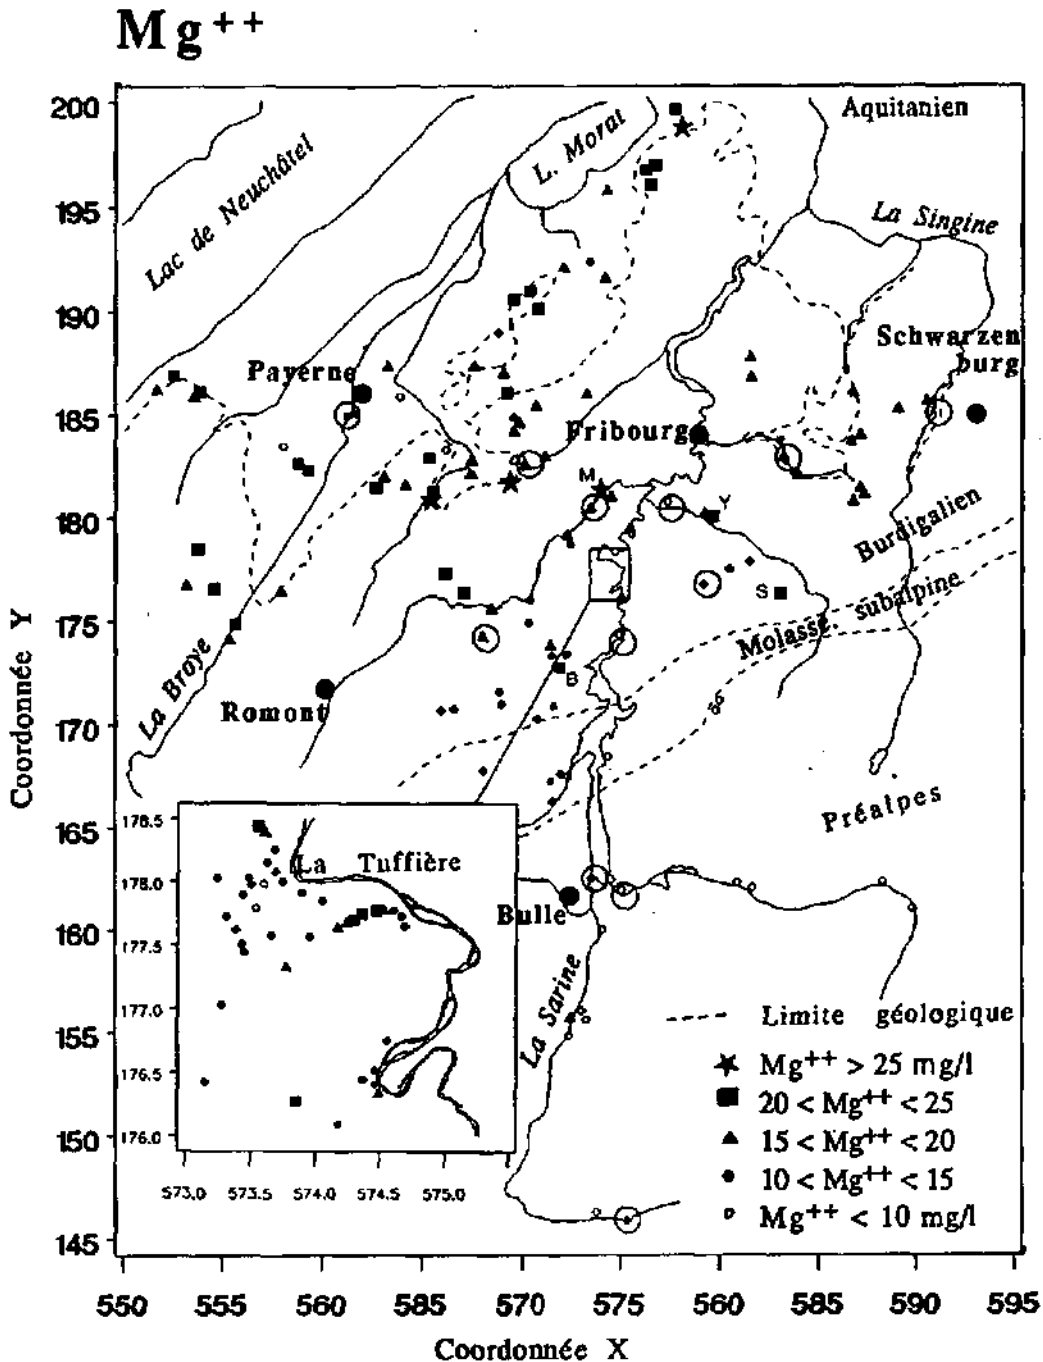 Mg++
200
195
190
185
180
175
170
165
160
155
150
145
Coordonnée Y
550
555
560
585
570
575
560
585
590
595
Coordonnée X
Aquitanien
L. Morat
Lac de Neuchâtel
La Singine
Schwarzen
burg
Payerne
Fribourg
M
Y
S
B
Burdigalien
Molasse subalpine
La Broye
Romont
Préalpes
Bulle
La Sarine
La Tuffière
178.5
178.0
177.5
177.0
176.5
176.0
573.0
573.5
574.0
574.5
575.0
Limite géologique
Mg++ > 25 mg/l
20 < Mg++ < 25
15 < Mg++ < 20
10 < Mg++ < 15
Mg++ < 10 mg/l